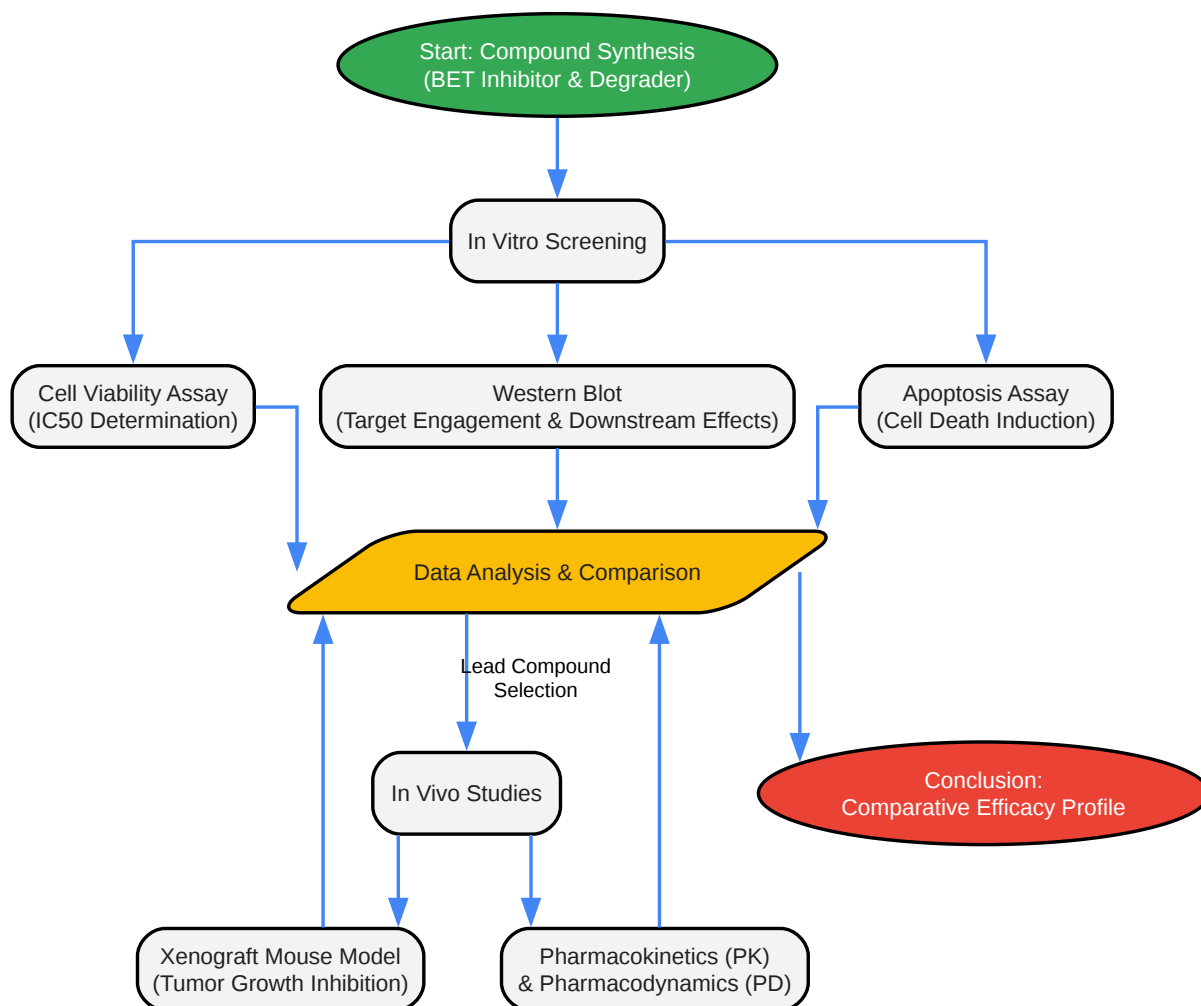 Start: Compound Synthesis
(BET Inhibitor & Degrader)
In Vitro Screening
Cell Viability Assay
(IC50 Determination)
Western Blot
(Target Engagement & Downstream Effects)
Apoptosis Assay
(Cell Death Induction)
Data Analysis & Comparison
Lead Compound
Selection
In Vivo Studies
Conclusion:
Comparative Efficacy Profile
Xenograft Mouse Model
(Tumor Growth Inhibition)
Pharmacokinetics (PK)
& Pharmacodynamics (PD)